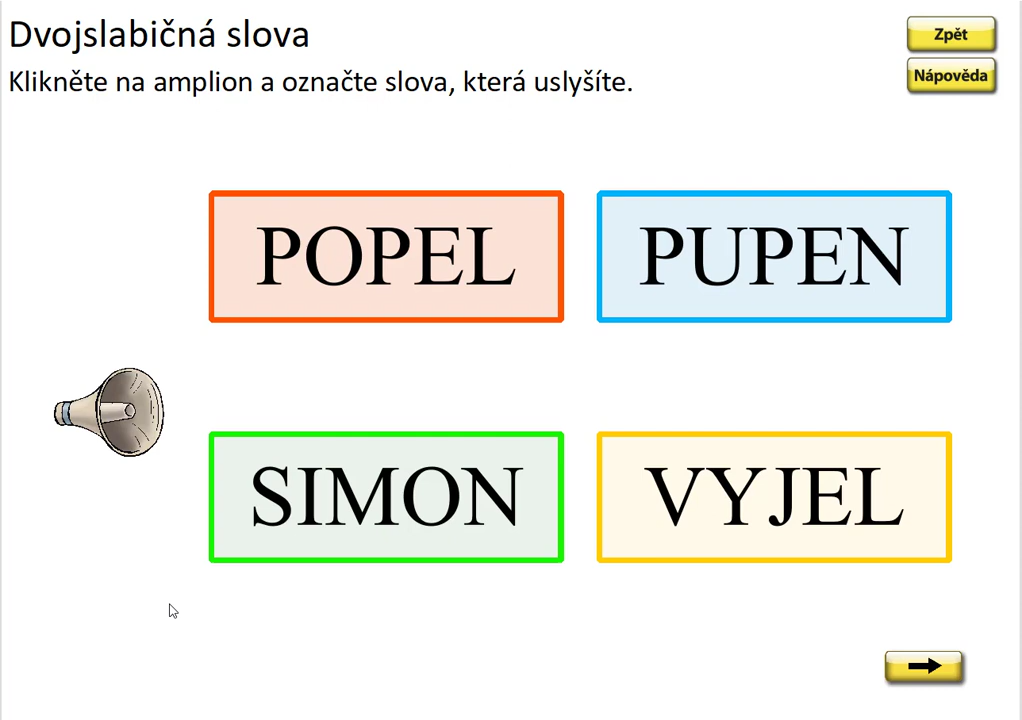 Dvojslabičná slova
Zpět
Klikněte na amplion a označte slova, která uslyšíte.
Nápověda
POPEL
PUPEN
SIMON
VYJEL